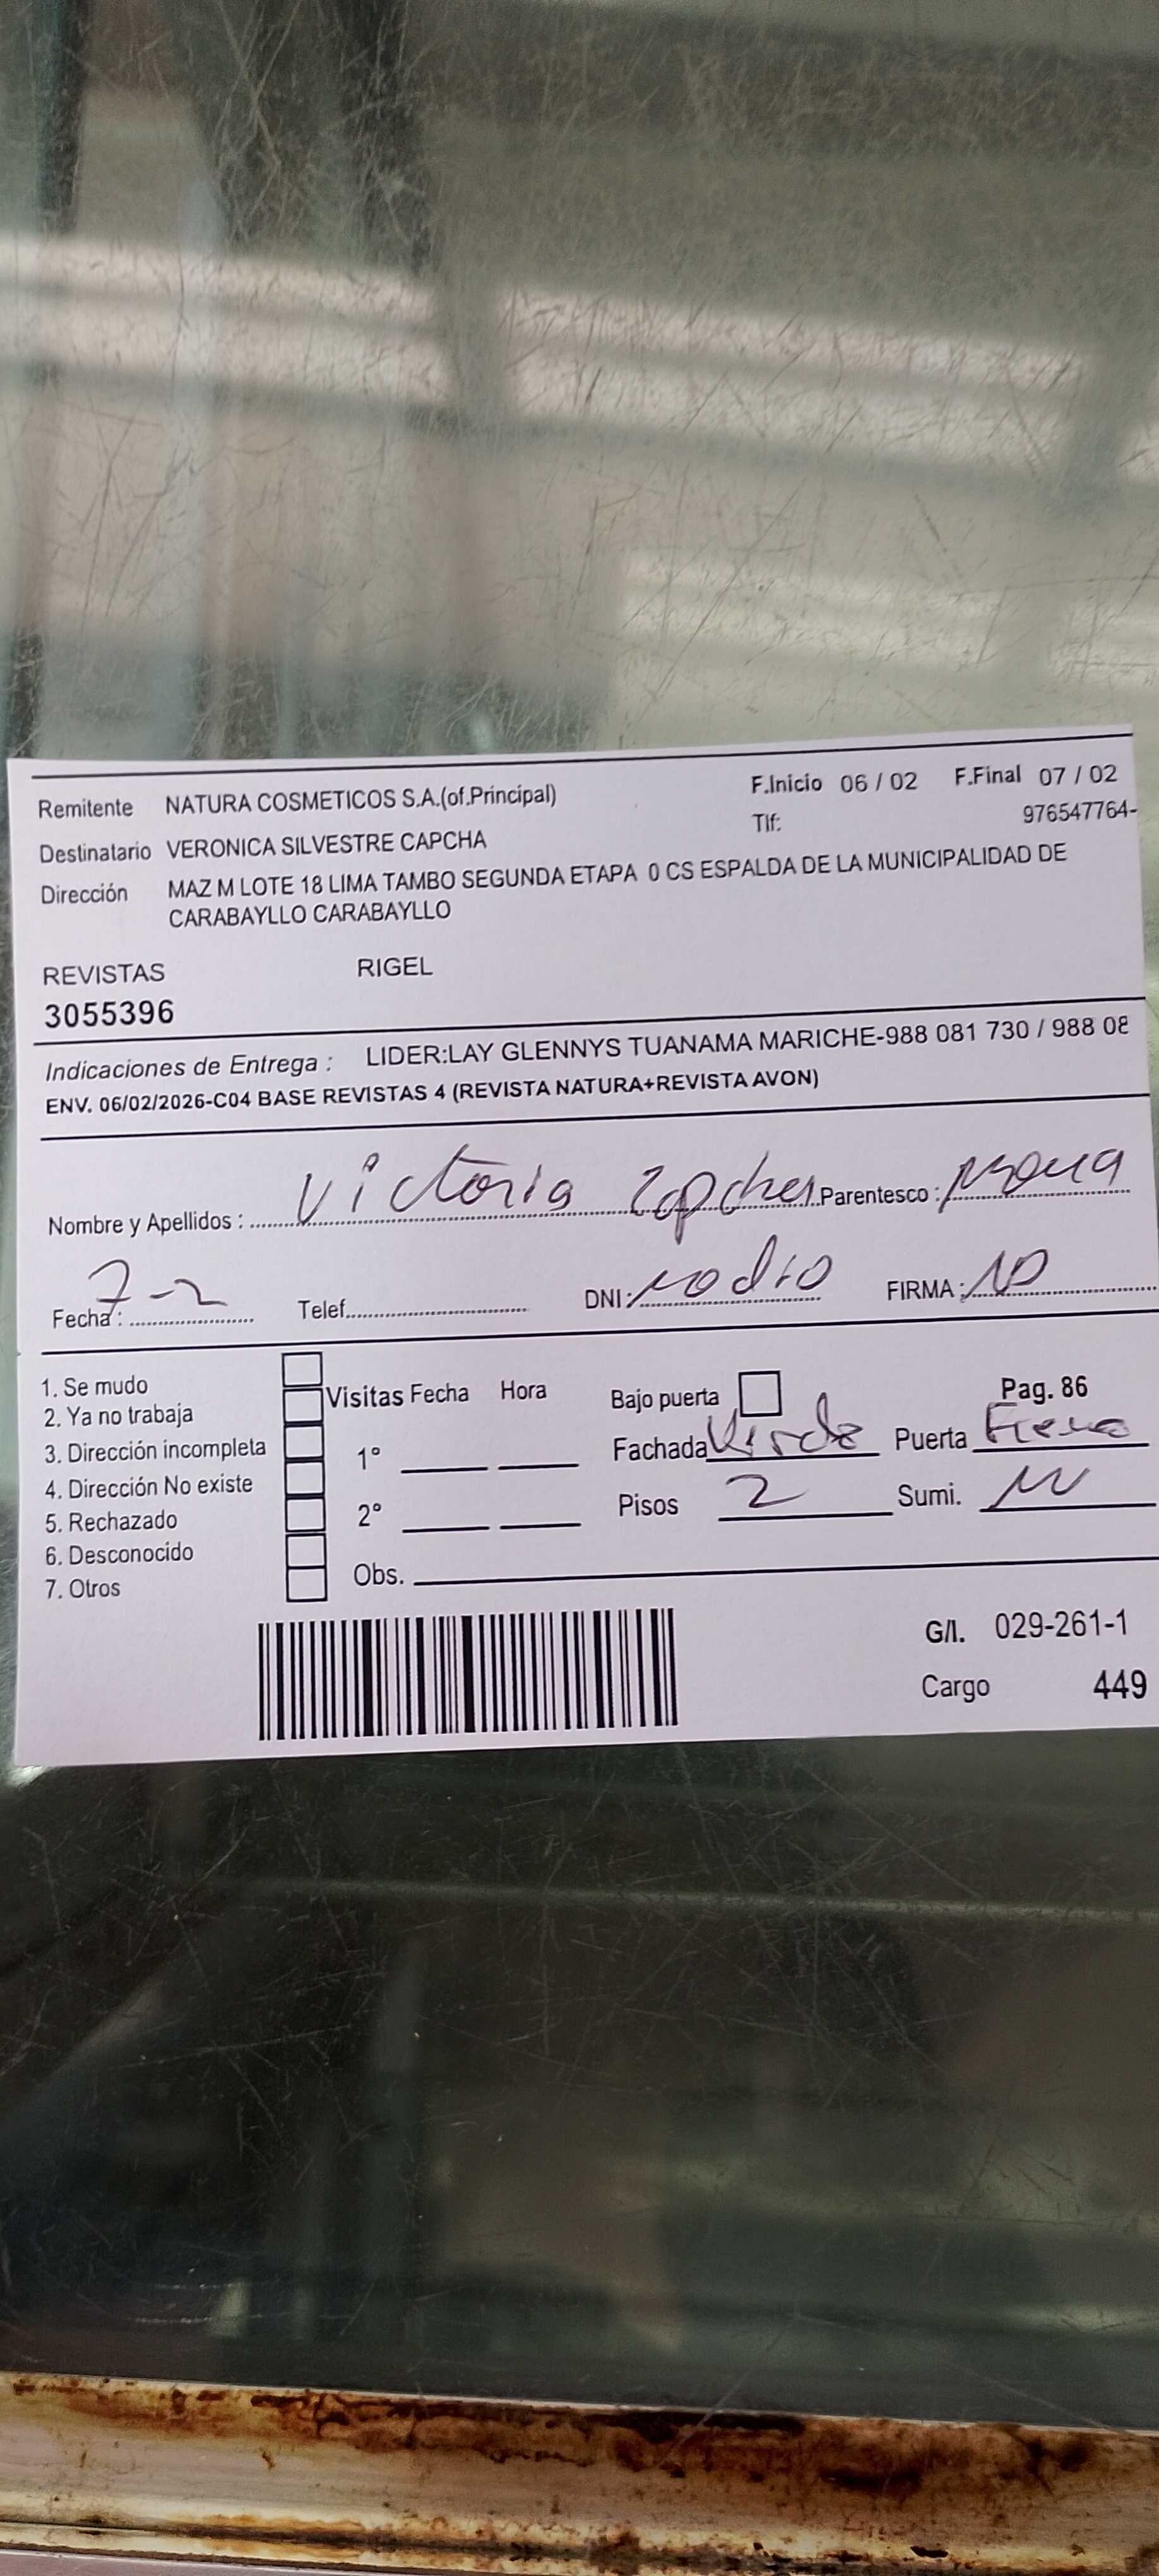 Remitente NATURA COSMETICOS S.A.(of.Principal) F.Inicio 06 / 02 F.Final 07 / 02
Destinatario VERONICA SILVESTRE CAPCHA Tlf: 976547764-
Dirección MAZ M LOTE 18 LIMA TAMBO SEGUNDA ETAPA 0 CS ESPALDA DE LA MUNICIPALIDAD DE
CARABAYLLO CARABAYLLO
REVISTAS RIGEL
3055396
Indicaciones de Entrega : LIDER:LAY GLENNYS TUANAMA MARICHE-988 081 730 / 988 08
ENV. 06/02/2026-C04 BASE REVISTAS 4 (REVISTA NATURA+REVISTA AVON)
Nombre y Apellidos : Victoria Parentesco :
Fecha : 7-2 Telef. DNI: no dio FIRMA :
1. Se mudo
2. Ya no trabaja Visitas Fecha Hora Bajo puerta Pag. 86
3. Dirección incompleta 1° Fachada Verde Puerta Fierro
4. Dirección No existe
5. Rechazado 2° Pisos 2 Sumi.
6. Desconocido
7. Otros Obs.
G/I. 029-261-1
Cargo 449